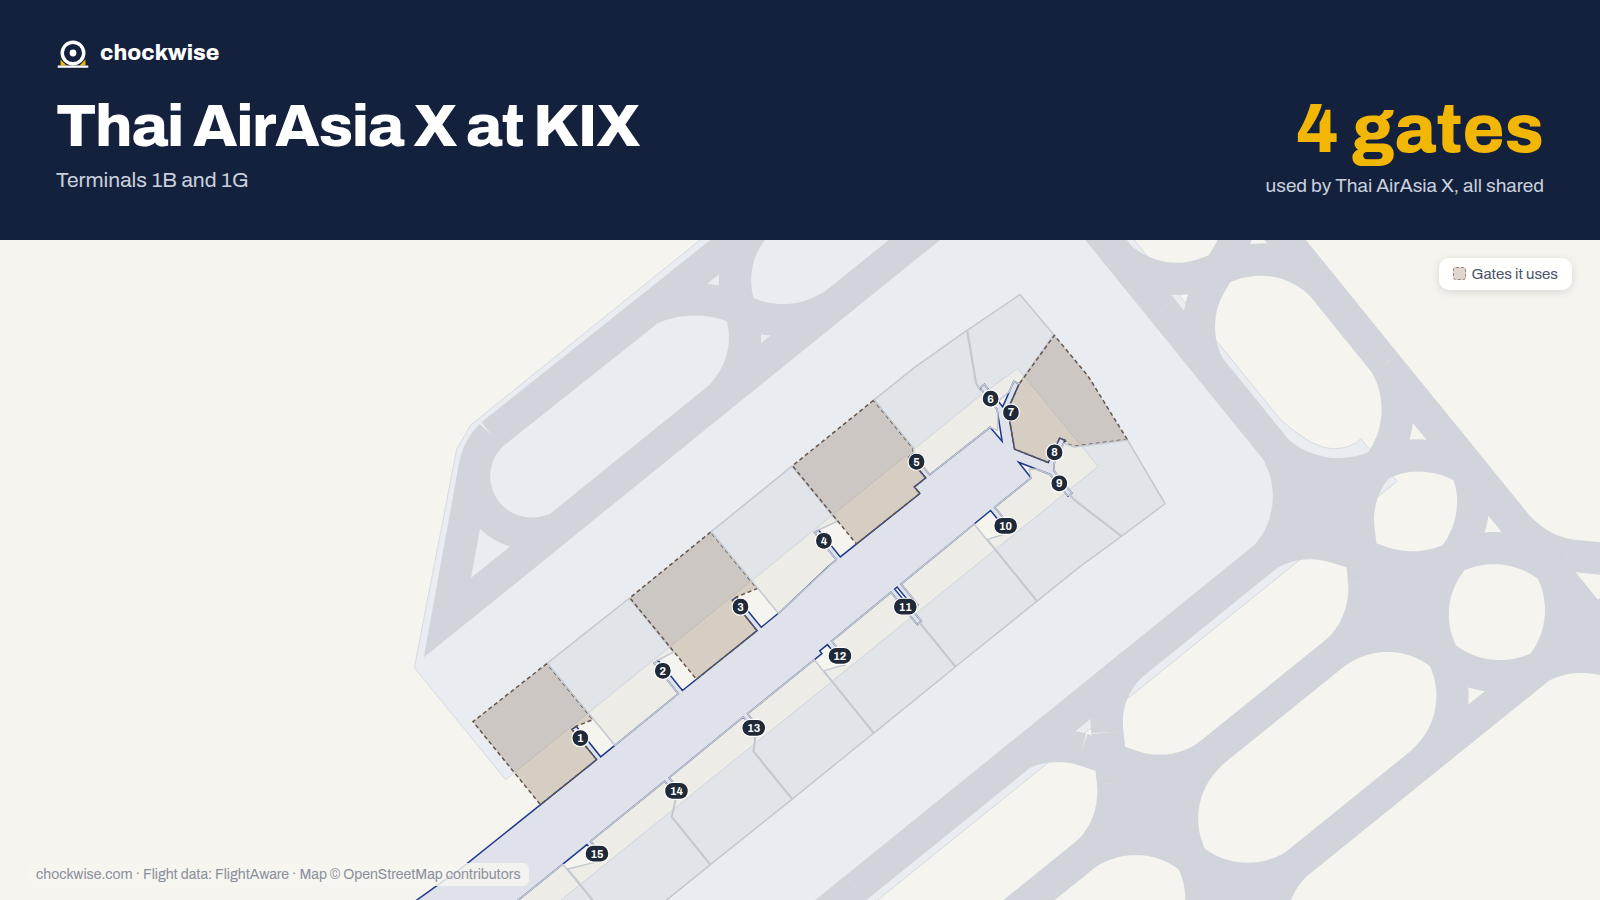 chockwise
Thai AirAsia X at KIX
Terminals 1B and 1G
4 gates
used by Thai AirAsia X, all shared
Gates it uses
6
7
8
5
9
10
4
3
11
12
2
13
1
14
15
chockwise.com · Flight data: FlightAware · Map © OpenStreetMap contributors